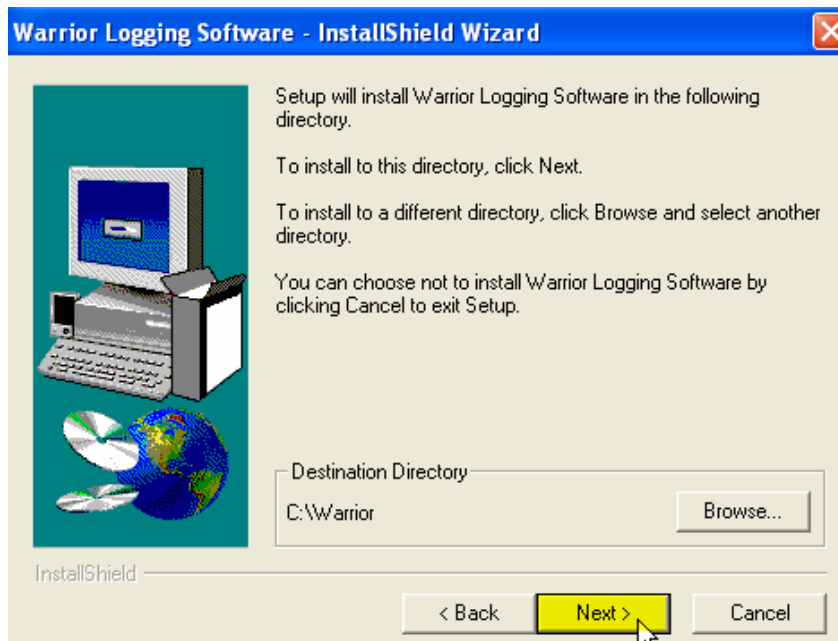 Warrior Logging Software - InstallShield Wizard
Setup will install Warrior Logging Software in the following
directory.
To install to this directory, click Next.
To install to a different directory, click Browse and select another
directory.
You can choose not to install Warrior Logging Software by
clicking Cancel to exit Setup.
Destination Directory
C:\Warrior
Browse...
InstallShield
< Back
Next >
Cancel